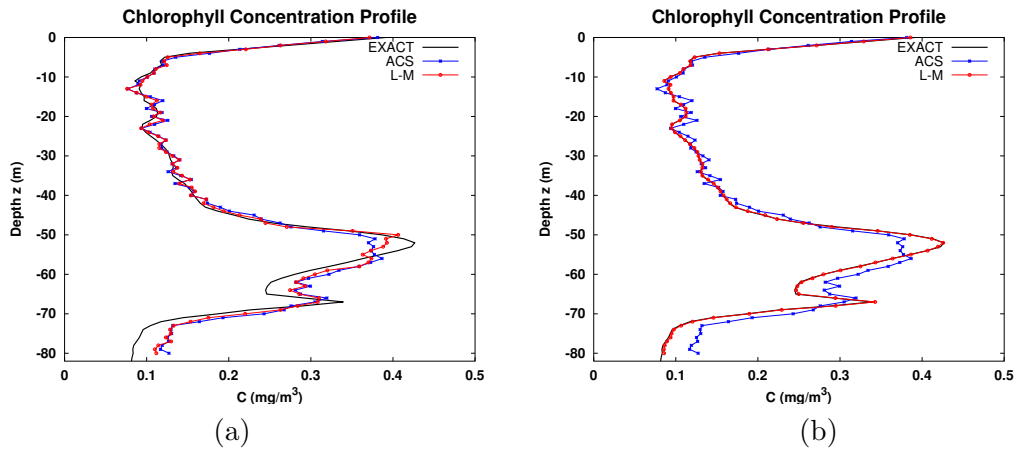 Chlorophyll Concentration Profile
EXACT
ACS
L-M
0
-10
-20
-30
-40
-50
-60
-70
-80
Depth z (m)
0
0.1
0.2
0.3
0.4
0.5
C (mg/m³)
(a)
Chlorophyll Concentration Profile
EXACT
ACS
L-M
0
-10
-20
-30
-40
-50
-60
-70
-80
Depth z (m)
0
0.1
0.2
0.3
0.4
0.5
C (mg/m³)
(b)